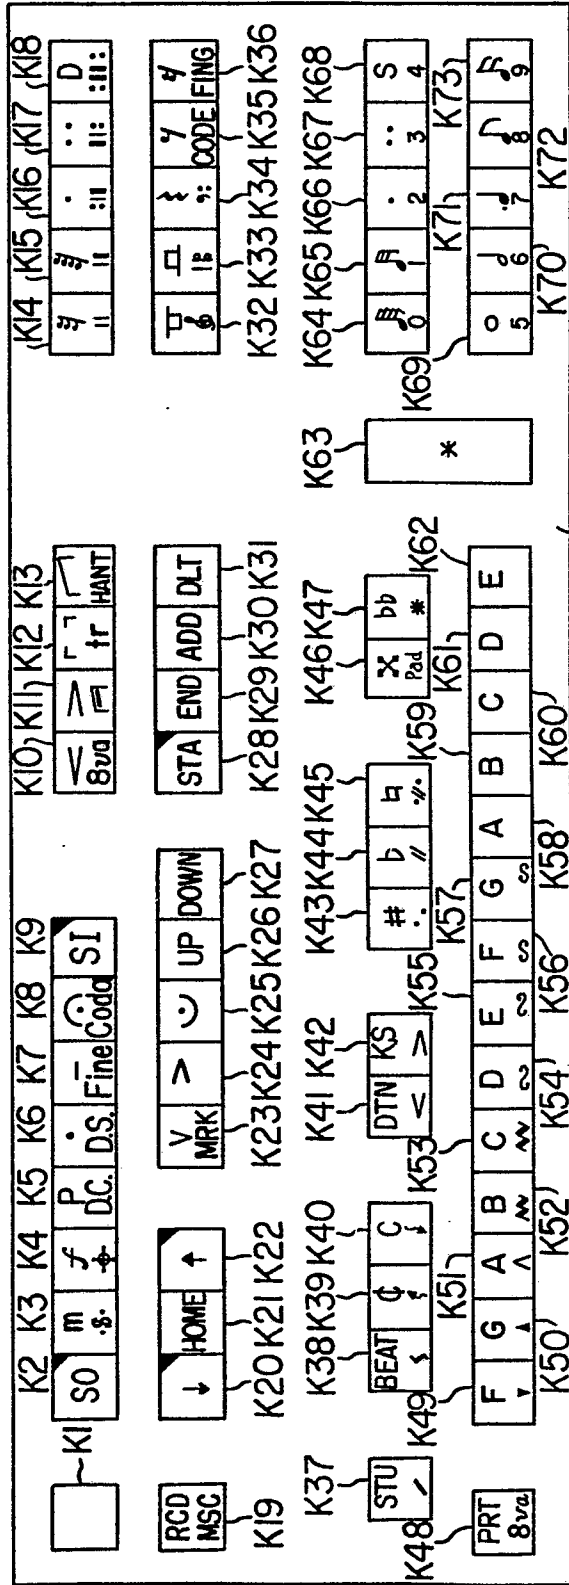 K1 K2 K3 K4 K5 K6 K7 K8 K9 K10 K11 K12 K13 K14 K15 K16 K17 K18
SO m f P • — SI < > ┌ ┐ D
.s. D.C. D.S. Fine Coda 8va tr HANT
RCD ↓ HOME ↑ V > UP DOWN STA END ADD DLT
MSC MRK CODE FING
K19 K20 K21 K22 K23 K24 K25 K26 K27 K28 K29 K30 K31 K32 K33 K34 K35 K36
K37 K38 K39 K40 K41 K42 K43 K44 K45 K46 K47 K63 K64 K65 K66 K67 K68
STU BEAT ¢ C DTN KS # ♭ ♮ x bb * • •• S
< > Pad * 0 1 2 3 4
K48 K49 K51 K53 K55 K57 K59 K61 K62 K69 K71 K73
PRT F G A B C D E F G A B C D E
8va 5 6 7 8 9
K50 K52 K54 K56 K58 K60 K70 K72